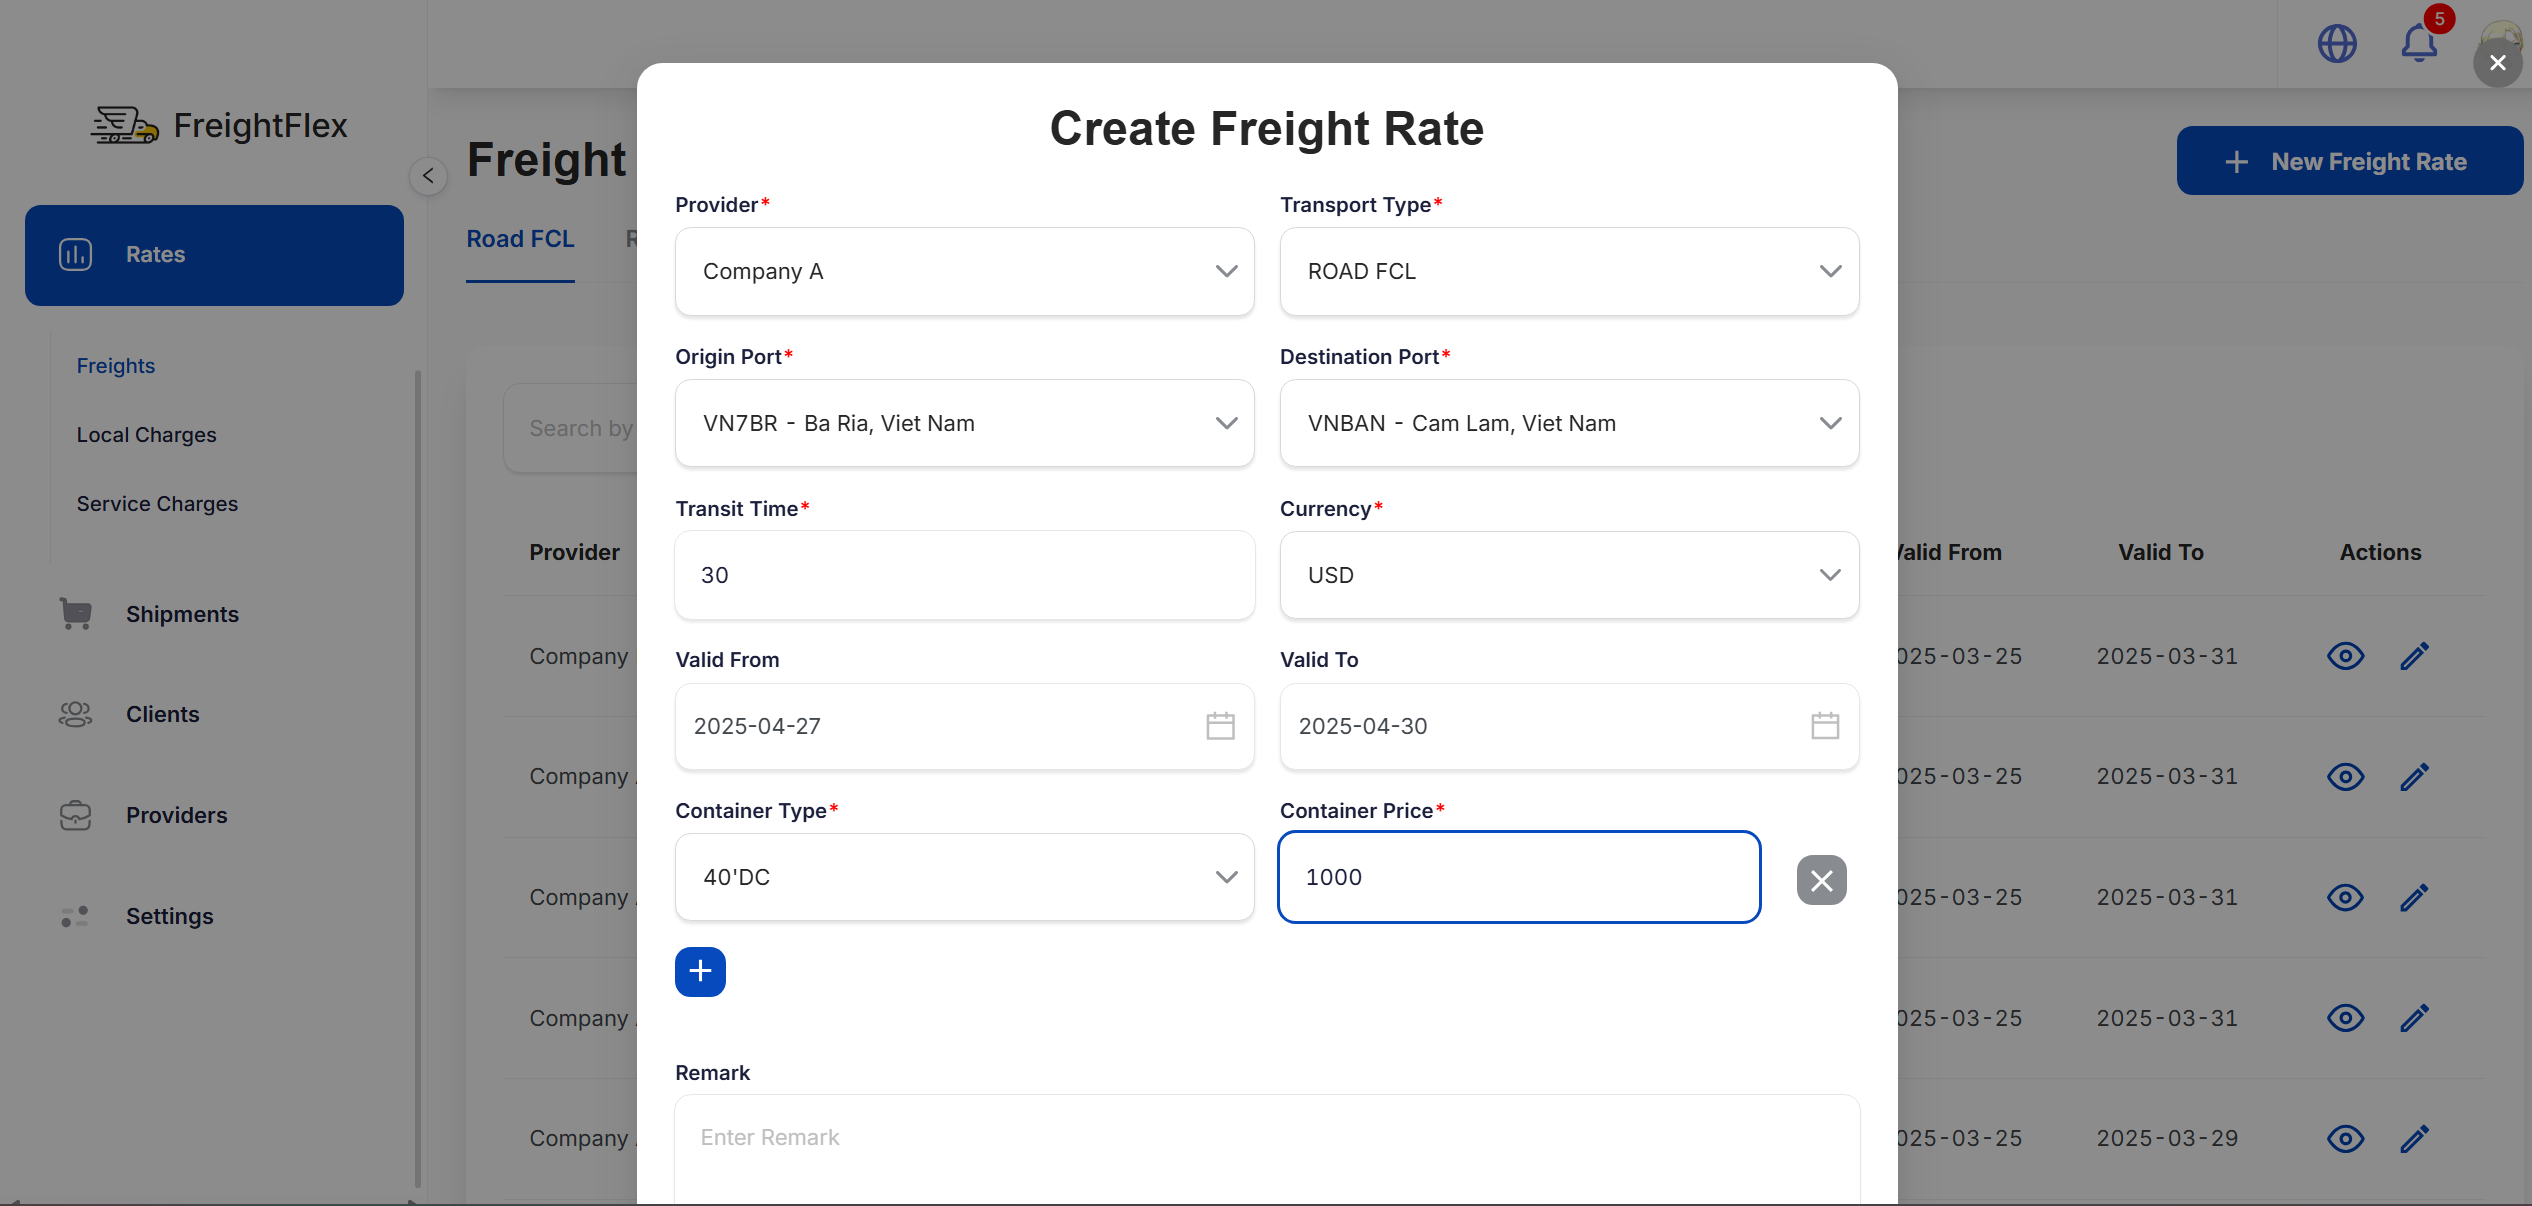 5
FreightFlex
Freight
Create Freight Rate
New Freight Rate
Rates
Road FCL
Provider*
Transport Type*
Company A
ROAD FCL
Origin Port*
Destination Port*
VN7BR - Ba Ria, Viet Nam
VNBAN - Cam Lam, Viet Nam
Transit Time*
Currency*
30
USD
Valid From
Valid To
2025-04-27
2025-04-30
Container Type*
Container Price*
40'DC
1000
Remark
Enter Remark
Freights
Local Charges
Service Charges
Shipments
Clients
Providers
Settings
Search by
Provider
Valid From
Valid To
Actions
Company
025-03-25
2025-03-31
Company
025-03-25
2025-03-31
Company
025-03-25
2025-03-31
Company
025-03-25
2025-03-31
Company
025-03-25
2025-03-29